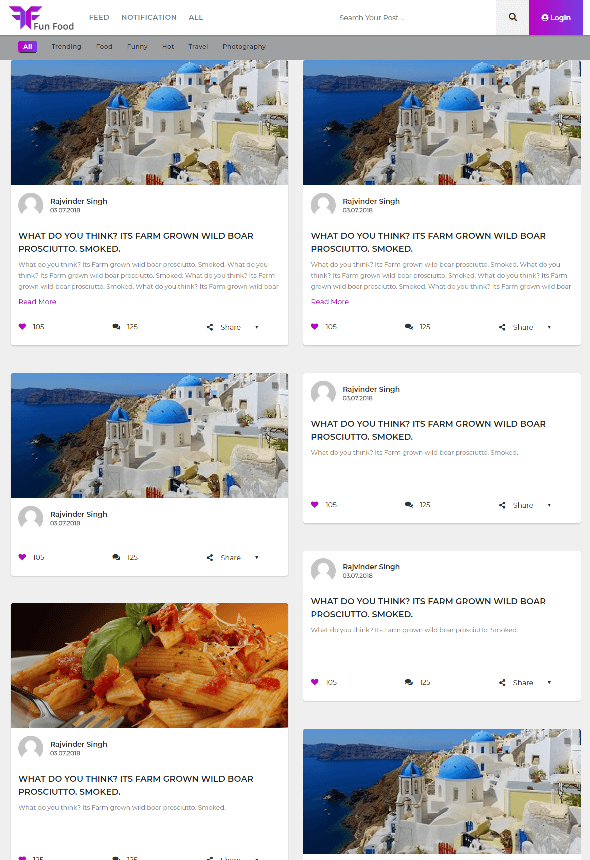 Fun Food
FEED NOTIFICATION ALL
Search Your Post ...
Login
All Trending Food Funny Hot Travel Photography
Rajvinder Singh
03.07.2018
WHAT DO YOU THINK? ITS FARM GROWN WILD BOAR
PROSCIUTTO. SMOKED.
What do you think? Its Farm grown wild boar prosciutto. Smoked. What do you
think? Its Farm grown wild boar prosciutto. Smoked. What do you think? Its Farm
grown wild boar prosciutto. Smoked. What do you think? Its Farm grown wild boar
Read More
105 125 Share
Rajvinder Singh
03.07.2018
WHAT DO YOU THINK? ITS FARM GROWN WILD BOAR
PROSCIUTTO. SMOKED.
What do you think? Its Farm grown wild boar prosciutto. Smoked. What do you
think? Its Farm grown wild boar prosciutto. Smoked. What do you think? Its Farm
grown wild boar prosciutto. Smoked. What do you think? Its Farm grown wild boar
Read More
105 125 Share
Rajvinder Singh
03.07.2018
105 125 Share
Rajvinder Singh
03.07.2018
WHAT DO YOU THINK? ITS FARM GROWN WILD BOAR
PROSCIUTTO. SMOKED.
What do you think? Its Farm grown wild boar prosciutto. Smoked.
105 125 Share
Rajvinder Singh
03.07.2018
WHAT DO YOU THINK? ITS FARM GROWN WILD BOAR
PROSCIUTTO. SMOKED.
What do you think? Its Farm grown wild boar prosciutto. Smoked.
105 125 Share
Rajvinder Singh
03.07.2018
WHAT DO YOU THINK? ITS FARM GROWN WILD BOAR
PROSCIUTTO. SMOKED.
What do you think? Its Farm grown wild boar prosciutto. Smoked.
105 125 Share